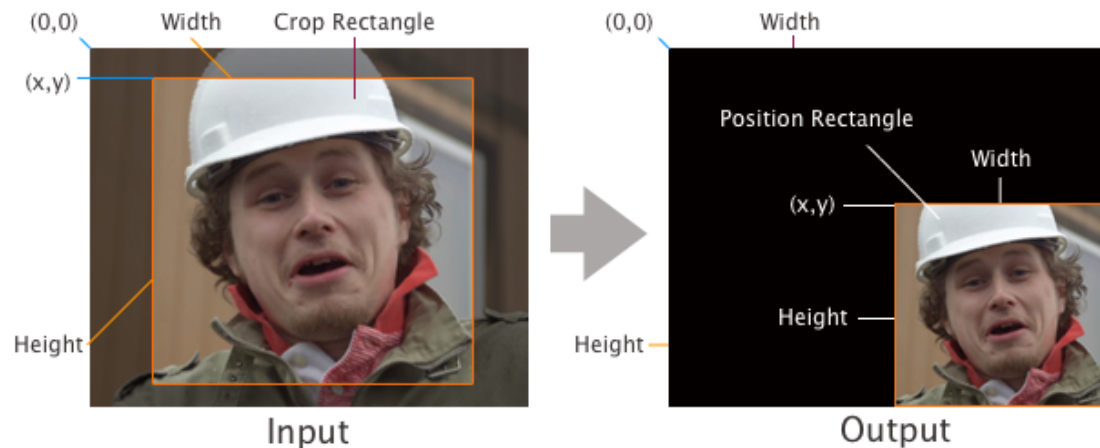 (0,0)
Width
Crop Rectangle
(x,y)
Height
Input
(0,0)
Width
Position Rectangle
Width
(x,y)
Height
Height
Output